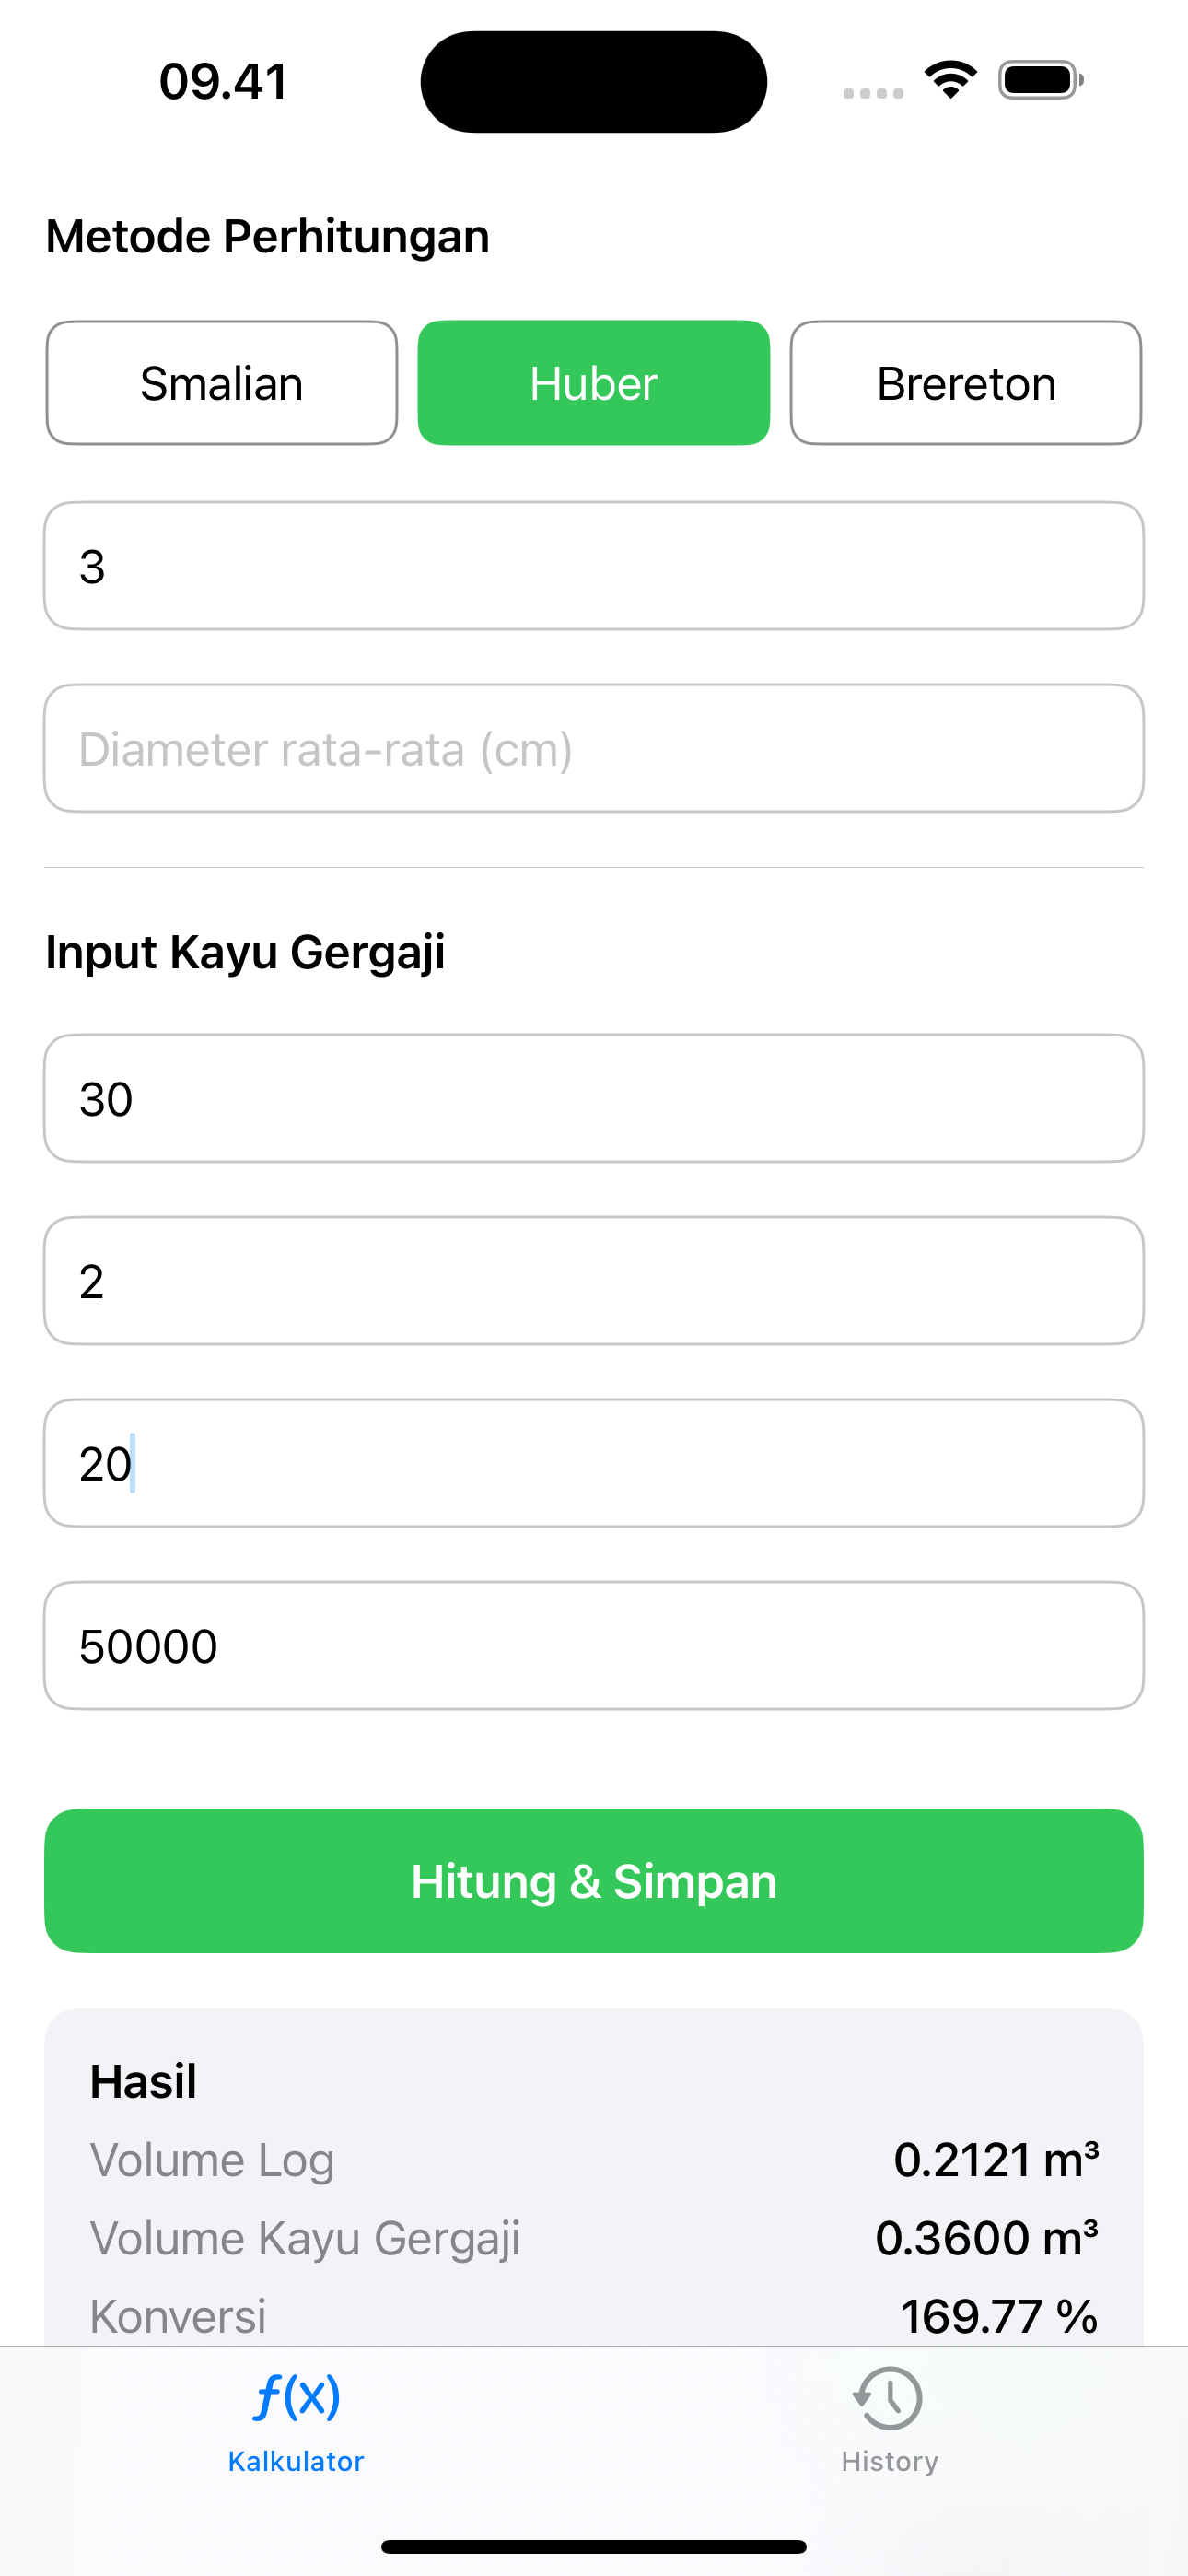 09.41
Metode Perhitungan
Smalian Huber Brereton
3
Diameter rata-rata (cm)
Input Kayu Gergaji
30
2
20
50000
Hitung & Simpan
Hasil
Volume Log 0.2121 m³
Volume Kayu Gergaji 0.3600 m³
Konversi 169.77 %
f(x)
Kalkulator History